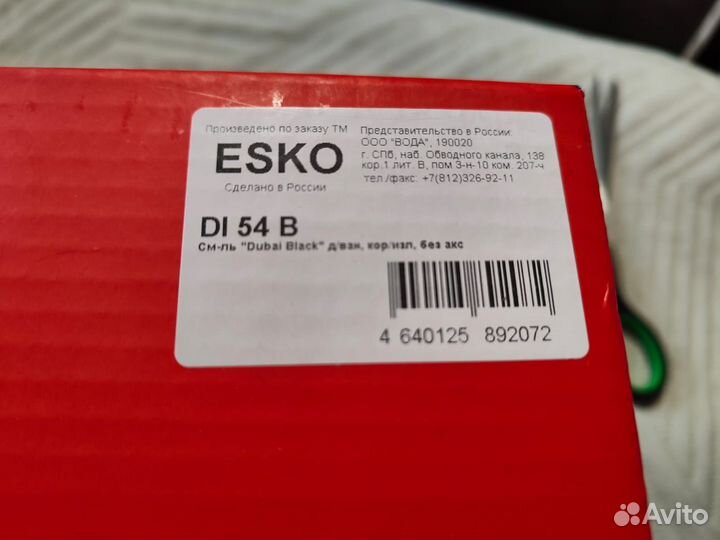 Произведено по заказу ТМ
ESKO
Сделано в России
Представительство в России:
ООО "ВОДА", 190020
г. СПб, наб. Обводного канала, 138
кор.1 лит. В, пом 3-н-10 ком. 207-ч
тел./факс: +7(812)326-92-11
DI 54 B
См-ль "Dubai Black" д/ван, кор/изл, без акс
4 640125 892072
Avito